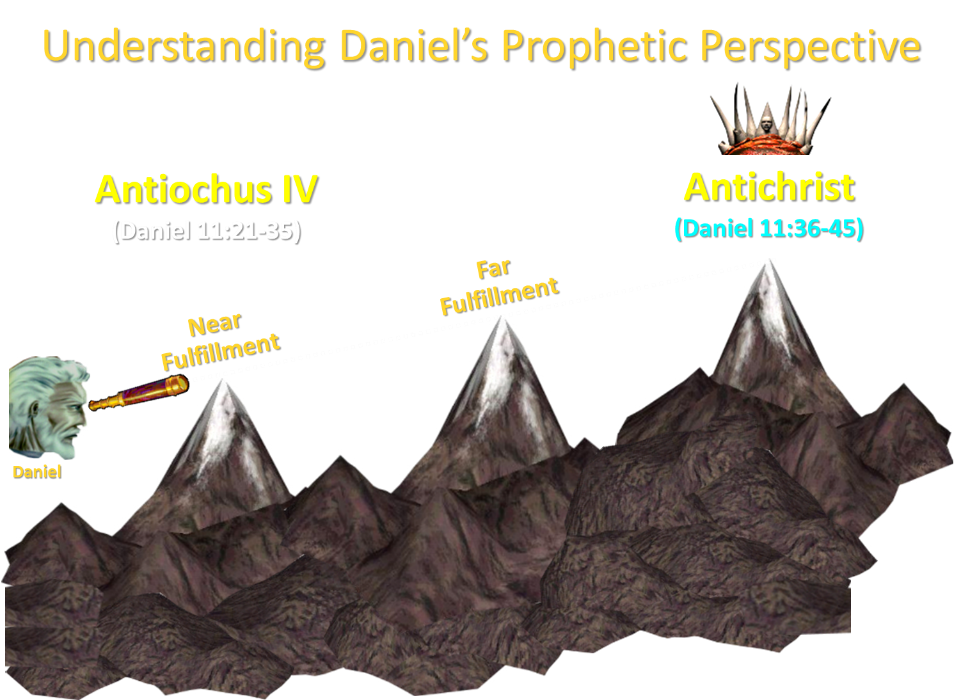 Understanding Daniel's Prophetic Perspective
Antiochus IV
(Daniel 11:21-35)
Antichrist
(Daniel 11:36-45)
Near
Fulfillment
Far
Fulfillment
Daniel